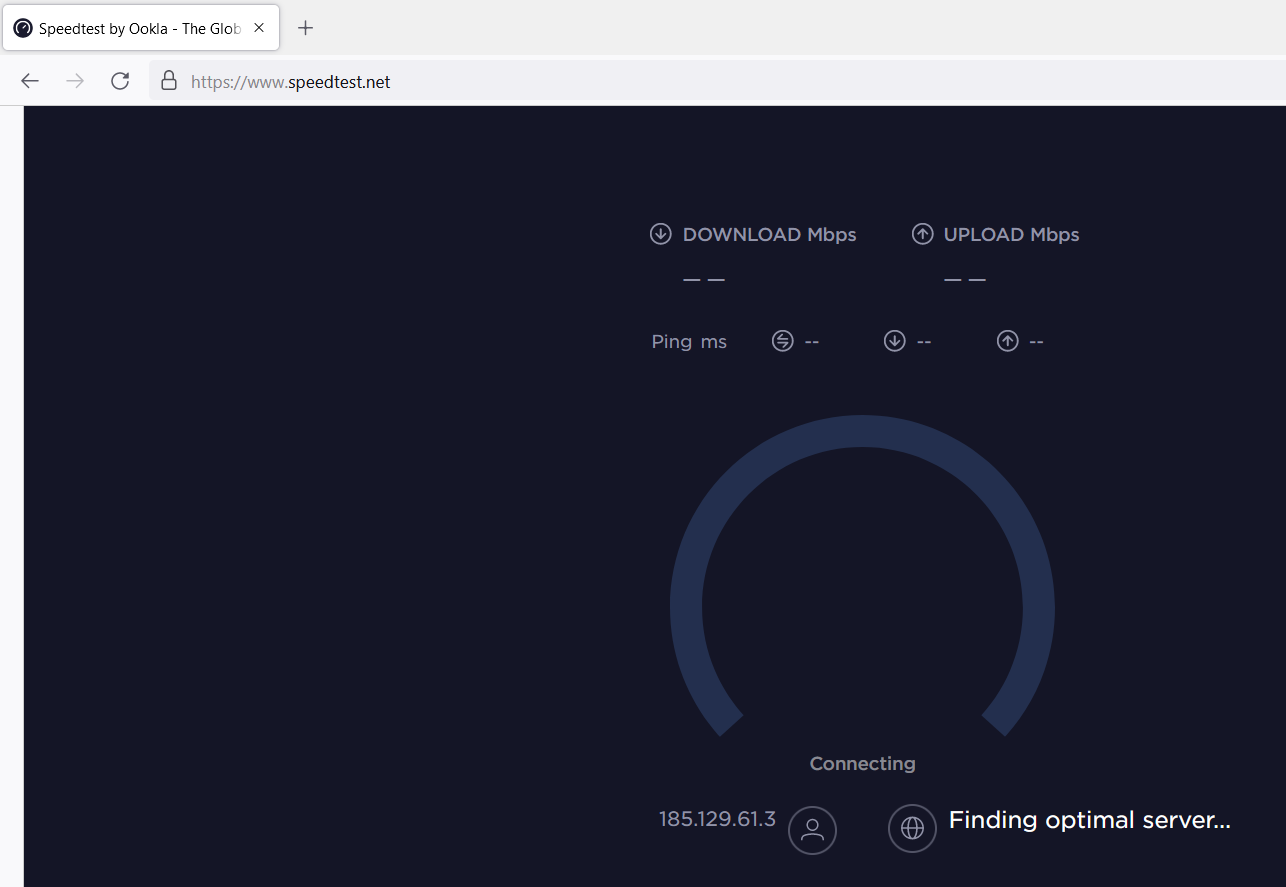 Speedtest by Ookla - The Glob
https://www.speedtest.net
DOWNLOAD Mbps UPLOAD Mbps
— — — —
Ping ms -- -- --
Connecting
185.129.61.3 Finding optimal server...